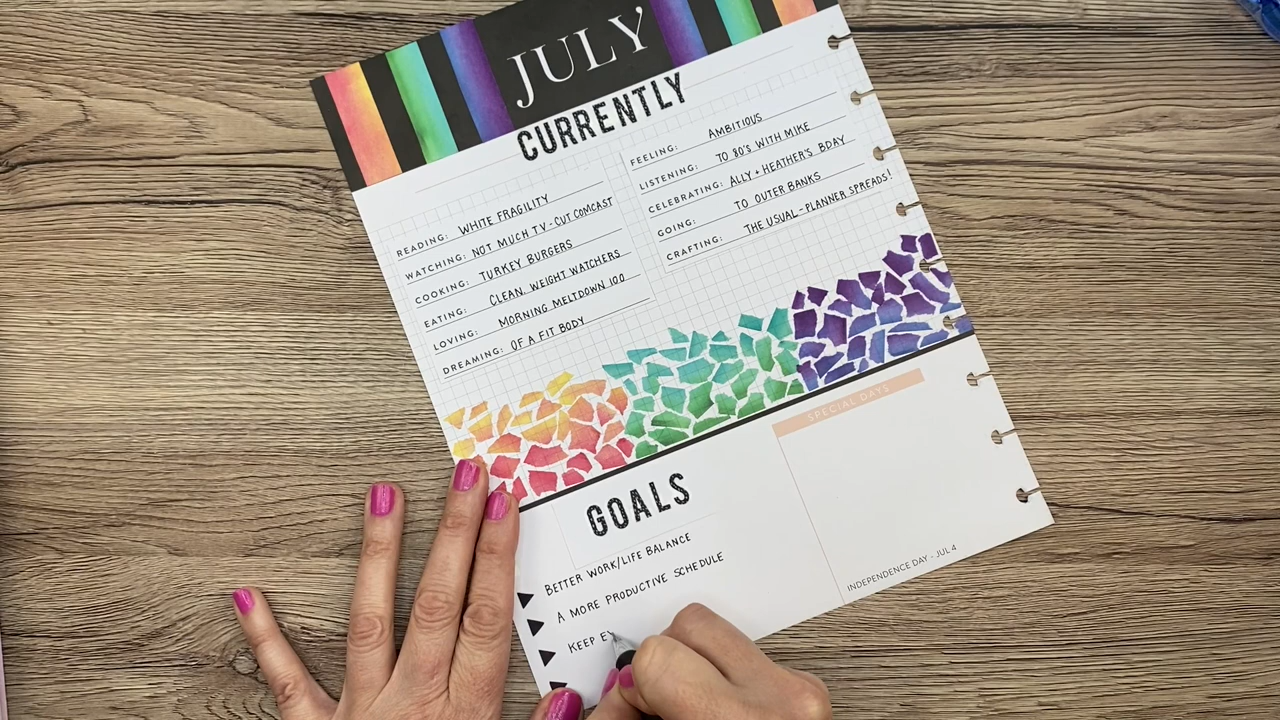 JULY
CURRENTLY
READING: WHITE FRAGILITY
WATCHING: NOT MUCH TV - CUT COMCAST
COOKING: TURKEY BURGERS
EATING: CLEAN, WEIGHT WATCHERS
LOVING: MORNING MELTDOWN 100
DREAMING: OF A FIT BODY
FEELING: AMBITIOUS
LISTENING: TO 80'S WITH MIKE
CELEBRATING: ALLY + HEATHER'S BDAY
GOING: TO OUTER BANKS
CRAFTING: THE USUAL - PLANNER SPREADS!
GOALS
BETTER WORK/LIFE BALANCE
A MORE PRODUCTIVE SCHEDULE
KEEP
SPECIAL DAYS
INDEPENDENCE DAY - JUL 4